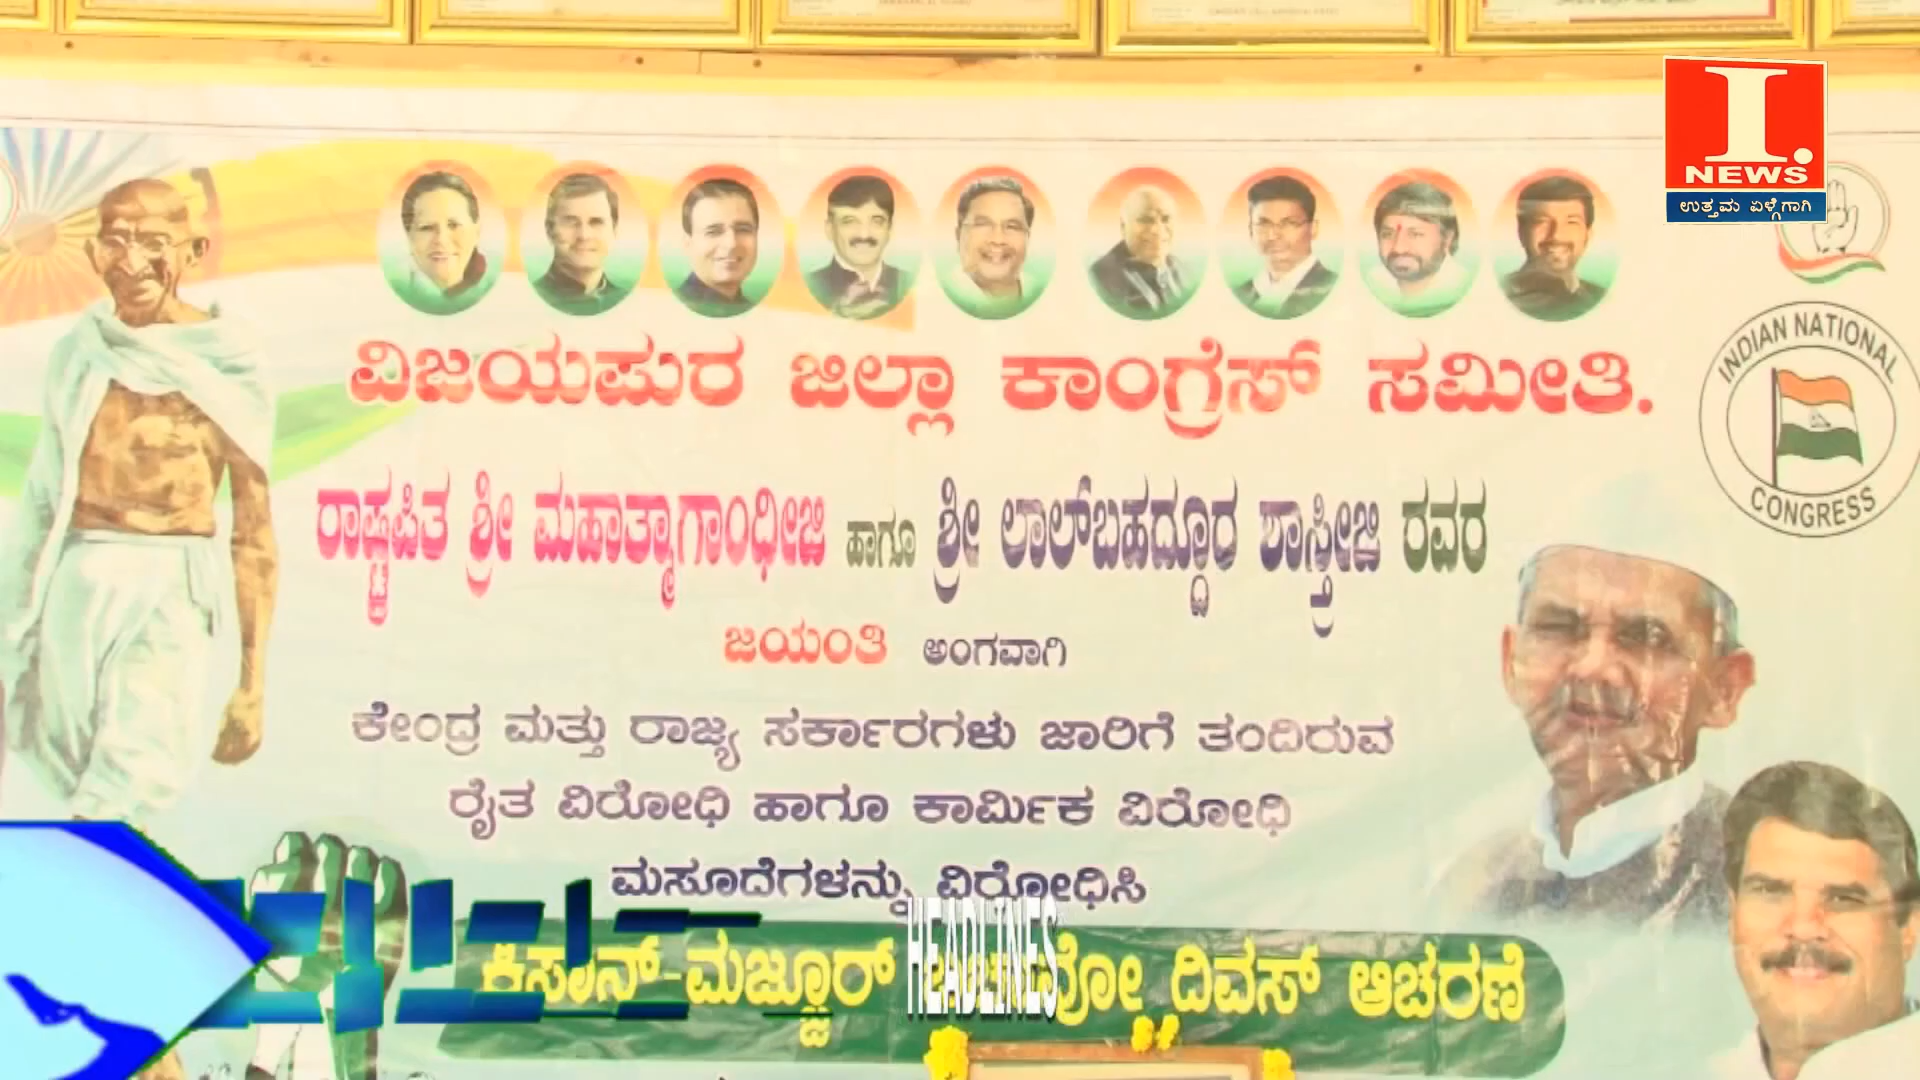 I.
NEWS
ಉತ್ತಮ ಏಳ್ಗೆಗಾಗಿ
ವಿಜಯಪುರ ಜಿಲ್ಲಾ ಕಾಂಗ್ರೆಸ್ ಸಮೀತಿ.
INDIAN NATIONAL
CONGRESS
ರಾಷ್ಟ್ರಪಿತ ಶ್ರೀ ಮಹಾತ್ಮಾಗಾಂಧೀಜಿ ಹಾಗೂ ಶ್ರೀ ಲಾಲ್‌ಬಹದ್ದೂರ ಶಾಸ್ತ್ರೀಜಿ ರವರ
ಜಯಂತಿ ಅಂಗವಾಗಿ
ಕೇಂದ್ರ ಮತ್ತು ರಾಜ್ಯ ಸರ್ಕಾರಗಳು ಜಾರಿಗೆ ತಂದಿರುವ
ರೈತ ವಿರೋಧಿ ಹಾಗೂ ಕಾರ್ಮಿಕ ವಿರೋಧಿ
ಮಸೂದೆಗಳನ್ನು ವಿರೋಧಿಸಿ
ಕಿಸಾನ್-ಮಜ್ದೂರ್ ದಿವಸ್ ಆಚರಣೆ
HEADLINES